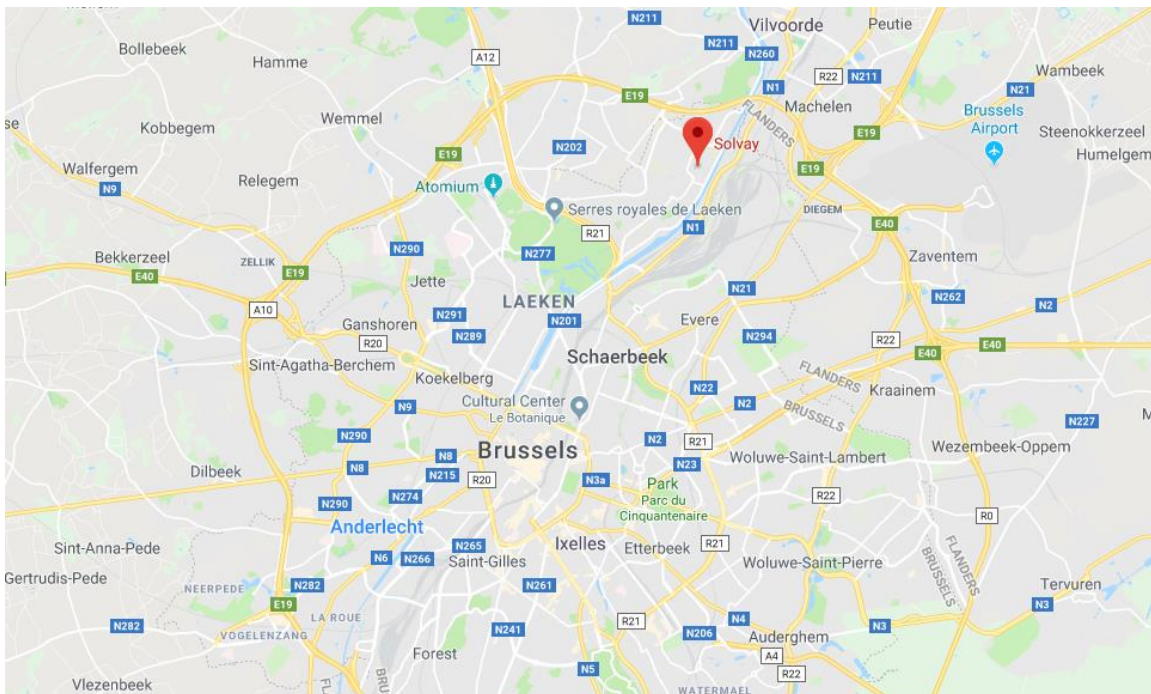 N211
Vilvoorde
Peutie
Bollebeek
A12
N211
N260
Hamme
R22
N211
Wambeek
N1
N21
E19
Machelen
Brussels
Airport
Wemmel
FLANDERS
Kobbegem
E19
Steenokkerzeel
Solvay
N202
E19
Humelgem
Walfergem
E19
N9
Relegem
Atomium
Serres royales de Laeken
DIEGEM
R21
N1
E40
N290
N277
Bekkerzeel
ZELLIK
E19
Zaventem
E40
Jette
N21
N262
N2
LAEKEN
A10
N291
N201
Evere
Ganshoren
N289
N294
R20
R22
E40
E40
Schaerbeek
Sint-Agatha-Berchem
Koekelberg
FLANDERS
N22
Kraainem
Cultural Center
Le Botanique
N9
N2
BRUSSELS
N227
N290
N2
R21
Brussels
Wezembeek-Oppem
Dilbeek
N8
N8
N23
Woluwe-Saint-Lambert
N215
R20
N3a
Park
Parc du
Cinquantenaire
N274
R22
N290
R0
Anderlecht
Ixelles
Etterbeek
R21
Sint-Anna-Pede
N265
N6
N266
Saint-Gilles
Woluwe-Saint-Pierre
FLANDERS
BRUSSELS
Gertrudis-Pede
NEERPEDE
N282
N261
Tervuren
E19
LA ROUE
N3
N282
VOGELENZANG
N241
R21
N206
N4
N3
Auderghem
Forest
A4
N5
R22
Vlezenbeek
WATERMAEL